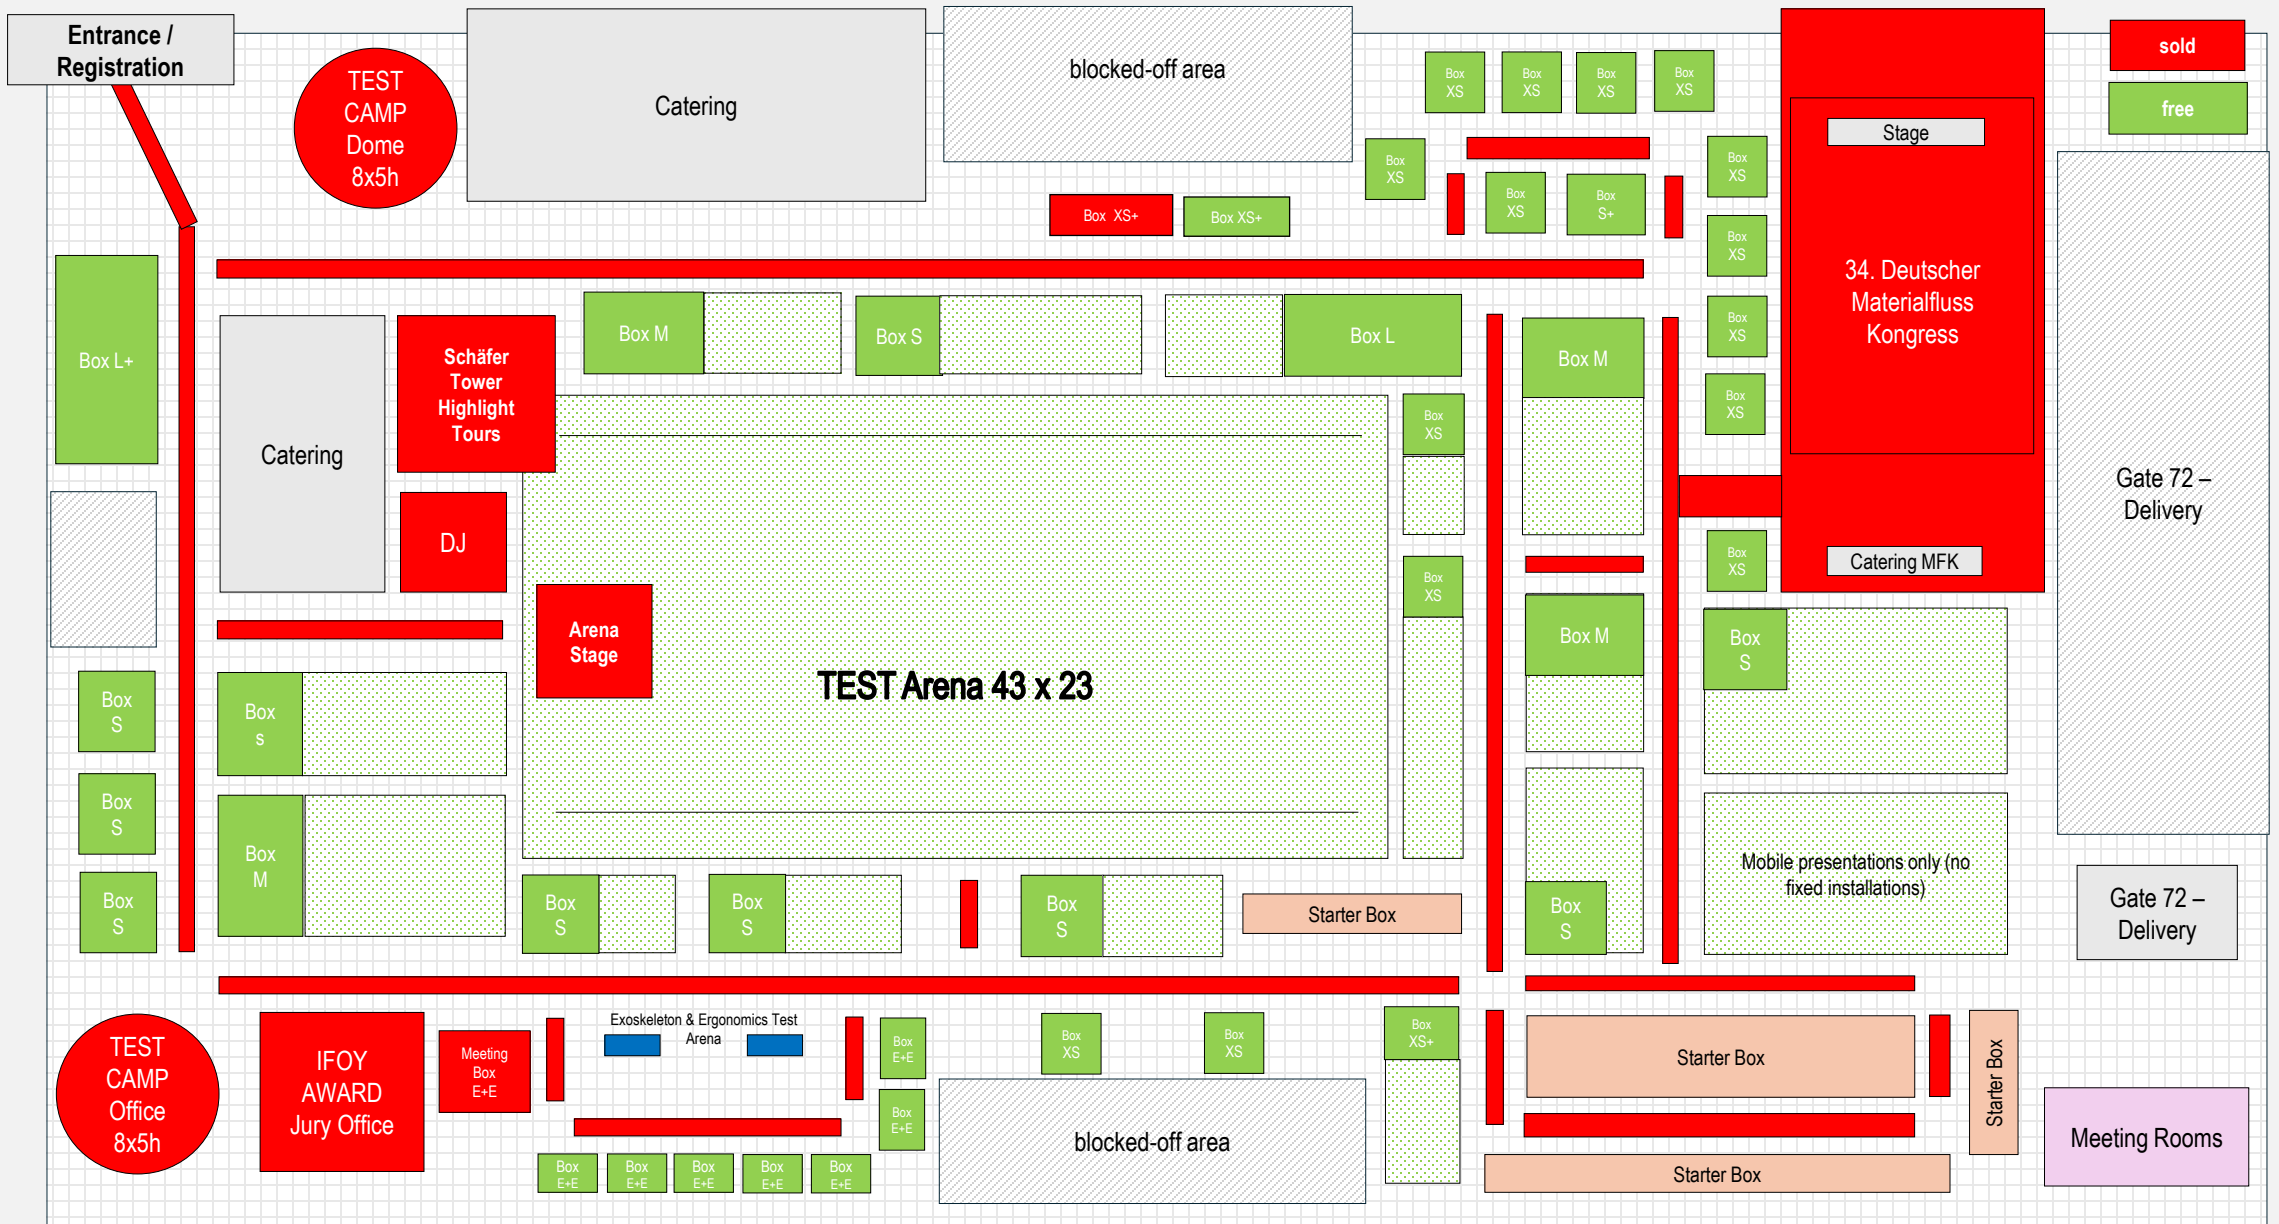 Entrance /
Registration
TEST
CAMP
Dome
8x5h
Catering
blocked-off area
Box
XS
Box
XS
Box
XS
Box
XS
sold
free
Stage
Box
XS
Box
XS
Box
XS
Box
S+
Box XS+
Box XS+
Box
XS
34. Deutscher
Materialfluss
Kongress
Box L+
Catering
Schäfer
Tower
Highlight
Tours
Box M
Box S
Box L
Box M
Box
XS
Box
XS
Box
XS
DJ
Gate 72 –
Delivery
Catering MFK
Box
XS
Box
XS
Arena
Stage
TEST Arena 43 x 23
Box M
Box
S
Box
S
Box
s
Box
S
Box
M
Mobile presentations only (no
fixed installations)
Box
S
Box
S
Box
S
Box
S
Starter Box
Box
S
Gate 72 –
Delivery
TEST
CAMP
Office
8x5h
IFOY
AWARD
Jury Office
Meeting
Box
E+E
Exoskeleton & Ergonomics Test
Arena
Box
E+E
Box
E+E
Box
XS
Box
XS
Box
XS+
Starter Box
Starter Box
Meeting Rooms
blocked-off area
Box
E+E
Box
E+E
Box
E+E
Box
E+E
Box
E+E
Starter Box